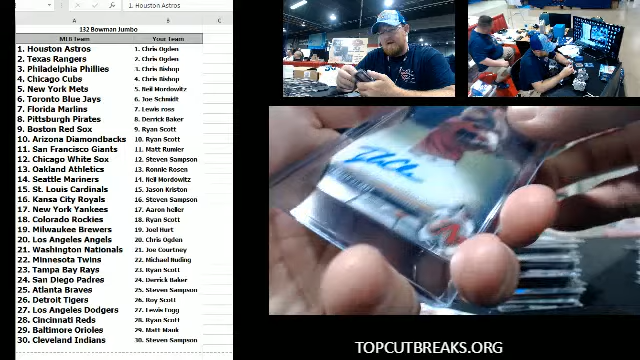 1. Houston Astros
A B C
132 Bowman Jumbo
MLB Team Your Team
1. Houston Astros 1. Chris Ogden
2. Texas Rangers 2. Chris Ogden
3. Philadelphia Phillies 3. Chris Bishop
4. Chicago Cubs 4. Chris Bishop
5. New York Mets 5. Neil Mordowitz
6. Toronto Blue Jays 6. Joe Schmidt
7. Florida Marlins 7. Lewis ross
8. Pittsburgh Pirates 8. Derrick Baker
9. Boston Red Sox 9. Ryan Scott
10. Arizona Diamondbacks 10. Ryan Scott
11. San Francisco Giants 11. Matt Rumler
12. Chicago White Sox 12. Steven Sampson
13. Oakland Athletics 13. Ronnie Rosen
14. Seattle Mariners 14. Neil Mordowitz
15. St. Louis Cardinals 15. Jason Kriston
16. Kansa City Royals 16. Steven Sampson
17. New York Yankees 17. Aaron heller
18. Colorado Rockies 18. Ryan Scott
19. Milwaukee Brewers 19. Joel Hurt
20. Los Angeles Angels 20. Chris Ogden
21. Washington Nationals 21. Joe Courtney
22. Minnesota Twins 22. Michael Ruding
23. Tampa Bay Rays 23. Ryan Scott
24. San Diego Padres 24. Derrick Baker
25. Atlanta Braves 25. Steven Sampson
26. Detroit Tigers 26. Roy Scott
27. Los Angeles Dodgers 27. Lewis Fogg
28. Cincinnati Reds 28. Ryan Scott
29. Baltimore Orioles 29. Matt Mauk
30. Cleveland Indians 30. Steven Sampson
TOPCUTBREAKS.ORG